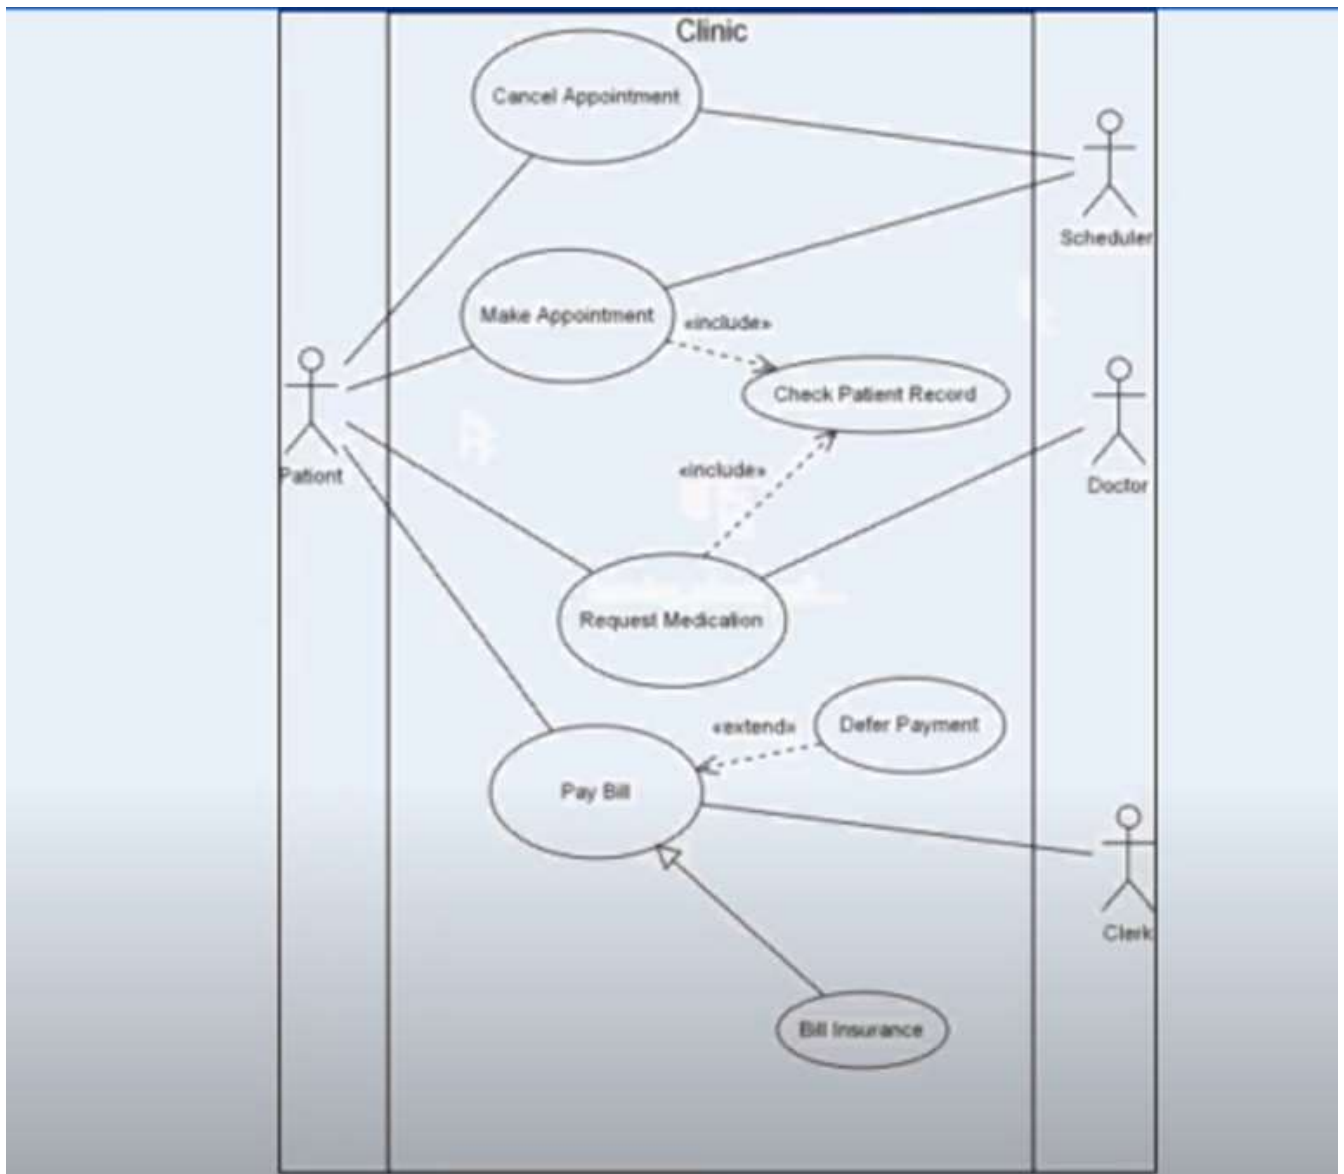 Clinic
Cancel Appointment
Scheduler
Make Appointment
«include»
Check Patient Record
Pationt
Doctor
«include»
Request Medication
«extend»
Defer Payment
Pay Bill
Clerk
Bill Insurance